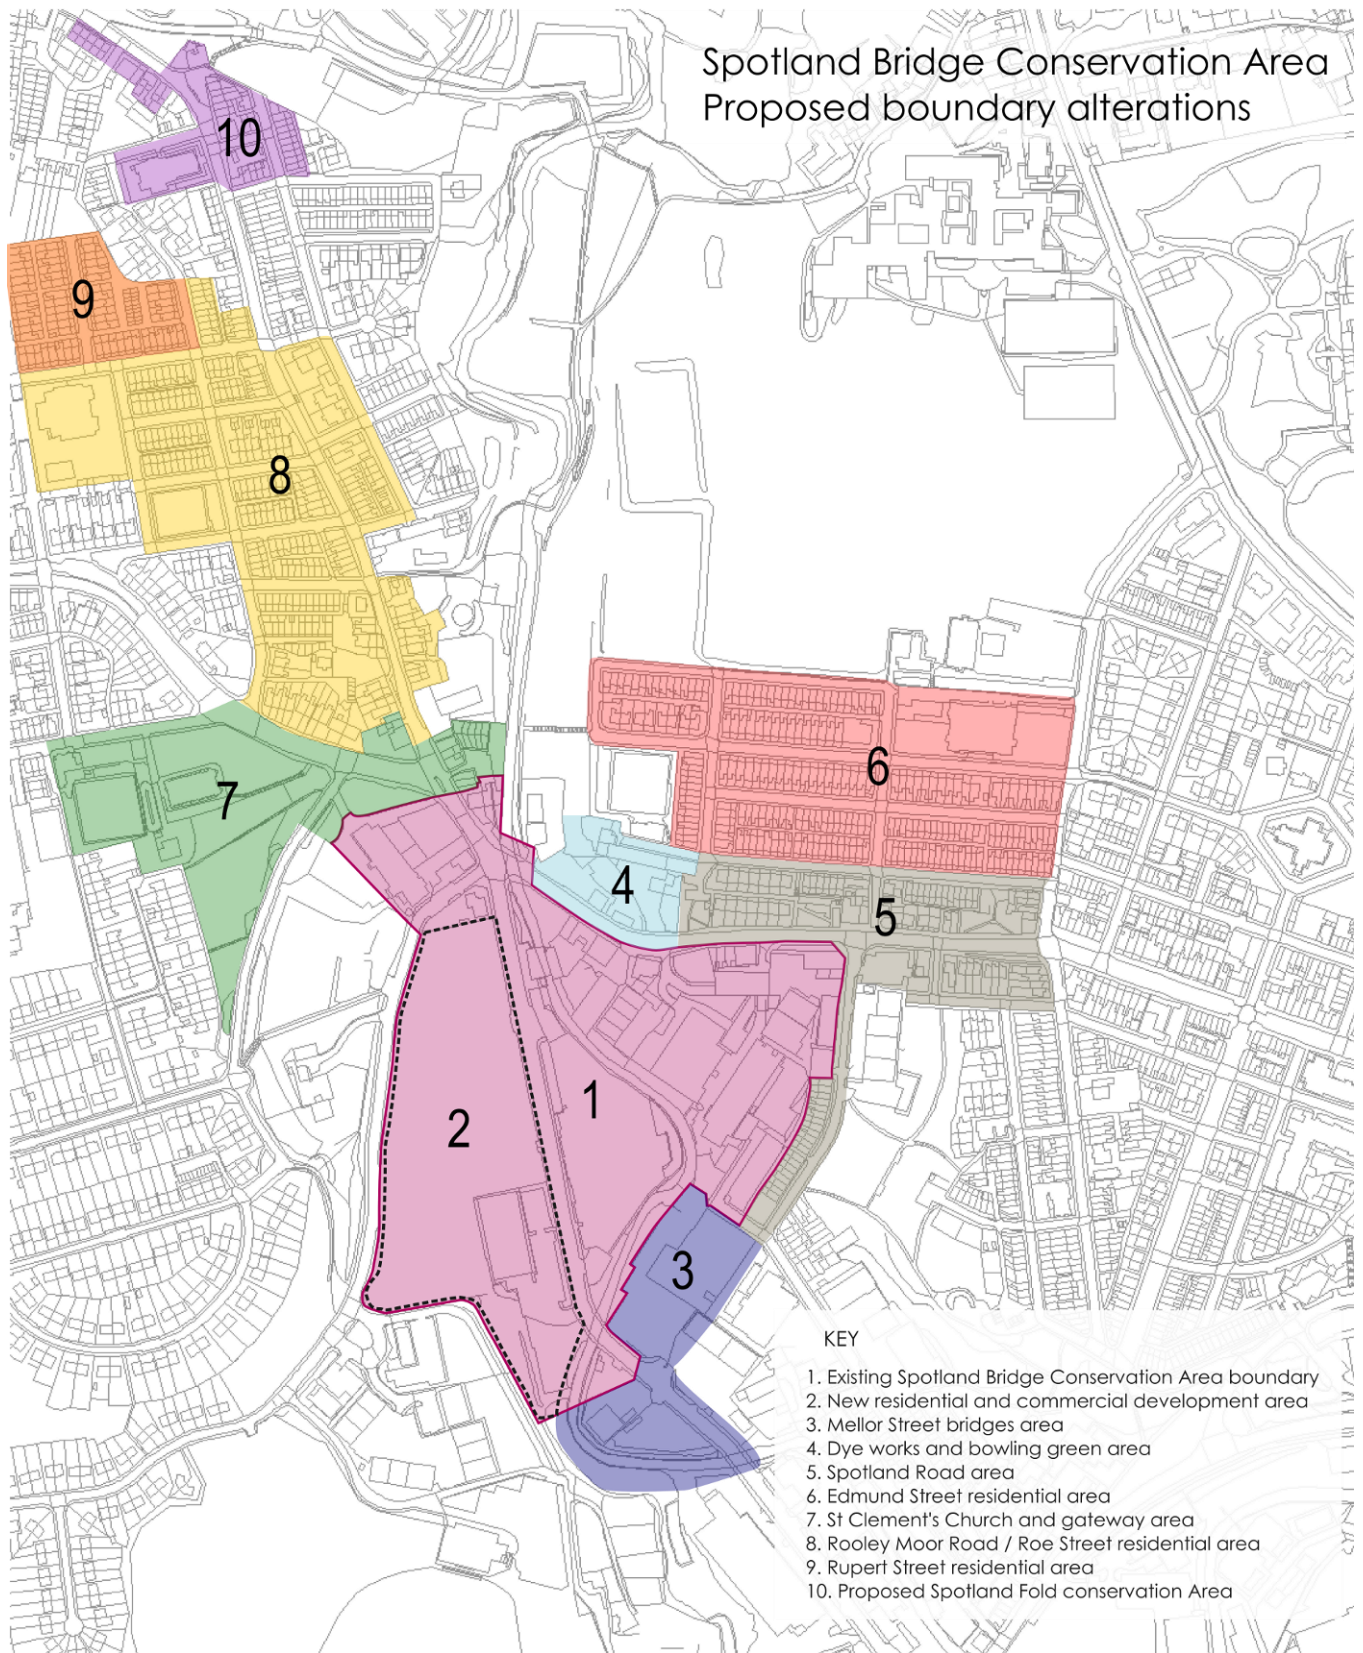 Spotland Bridge Conservation Area
Proposed boundary alterations
10
9
8
7
6
4
5
1
2
3
KEY
1. Existing Spotland Bridge Conservation Area boundary
2. New residential and commercial development area
3. Mellor Street bridges area
4. Dye works and bowling green area
5. Spotland Road area
6. Edmund Street residential area
7. St Clement's Church and gateway area
8. Rooley Moor Road / Roe Street residential area
9. Rupert Street residential area
10. Proposed Spotland Fold conservation Area